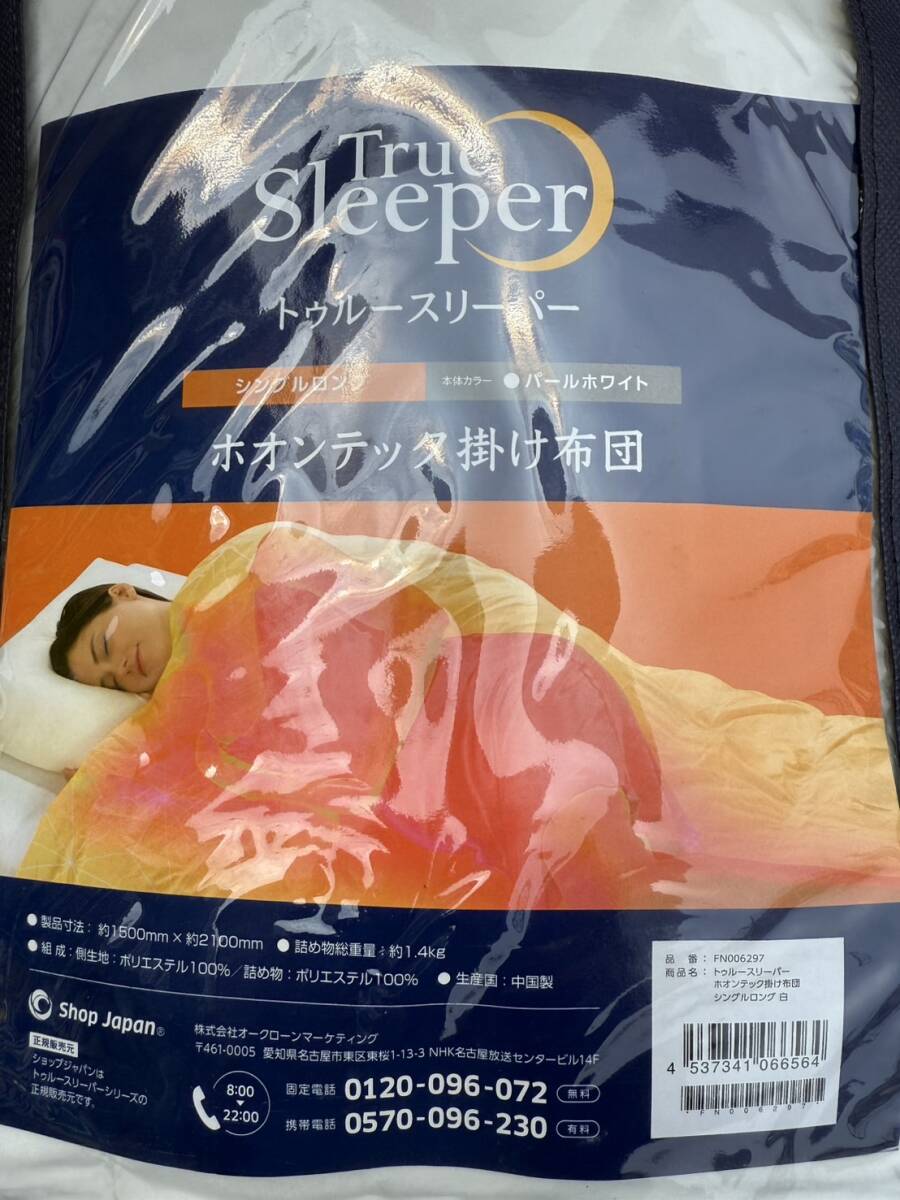 True
Sleeper
トゥルースリーパー
シングルロング
本体カラー ●パールホワイト
ホオンテック掛け布団
●製品寸法：約1500mm×約2100mm ●詰め物総重量：約1.4kg
●組成：側生地：ポリエステル100%／詰め物：ポリエステル100% ●生産国：中国製
Shop Japan®
正規販売元
ショップジャパンは
トゥルースリーパーシリーズの
正規販売元です。
株式会社オークローンマーケティング
〒461-0005 愛知県名古屋市東区東桜1-13-3 NHK名古屋放送センタービル14F
8:00
22:00
固定電話 0120-096-072 無料
携帯電話 0570-096-230 有料
品番：FN006297
商品名：トゥルースリーパー
ホオンテック掛け布団
シングルロング 白
4 537341 066564
*FN006297*